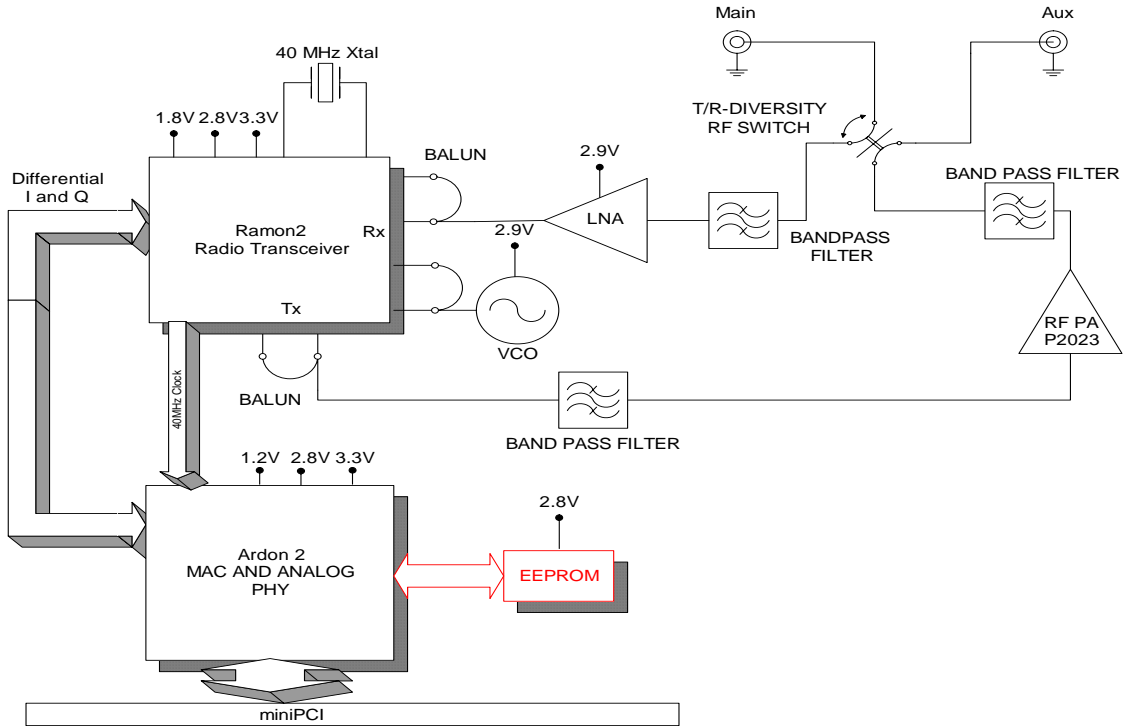 Main
Aux
40 MHz Xtal
T/R-DIVERSITY
RF SWITCH
1.8V
2.8V
3.3V
BALUN
2.9V
BAND PASS FILTER
Differential
I and Q
LNA
Ramon2
Radio Transceiver
Rx
2.9V
BANDPASS
FILTER
Tx
VCO
RF PA
P2023
40MHz Clock
BALUN
BAND PASS FILTER
1.2V
2.8V
3.3V
2.8V
Ardon 2
MAC AND ANALOG
PHY
EEPROM
miniPCI